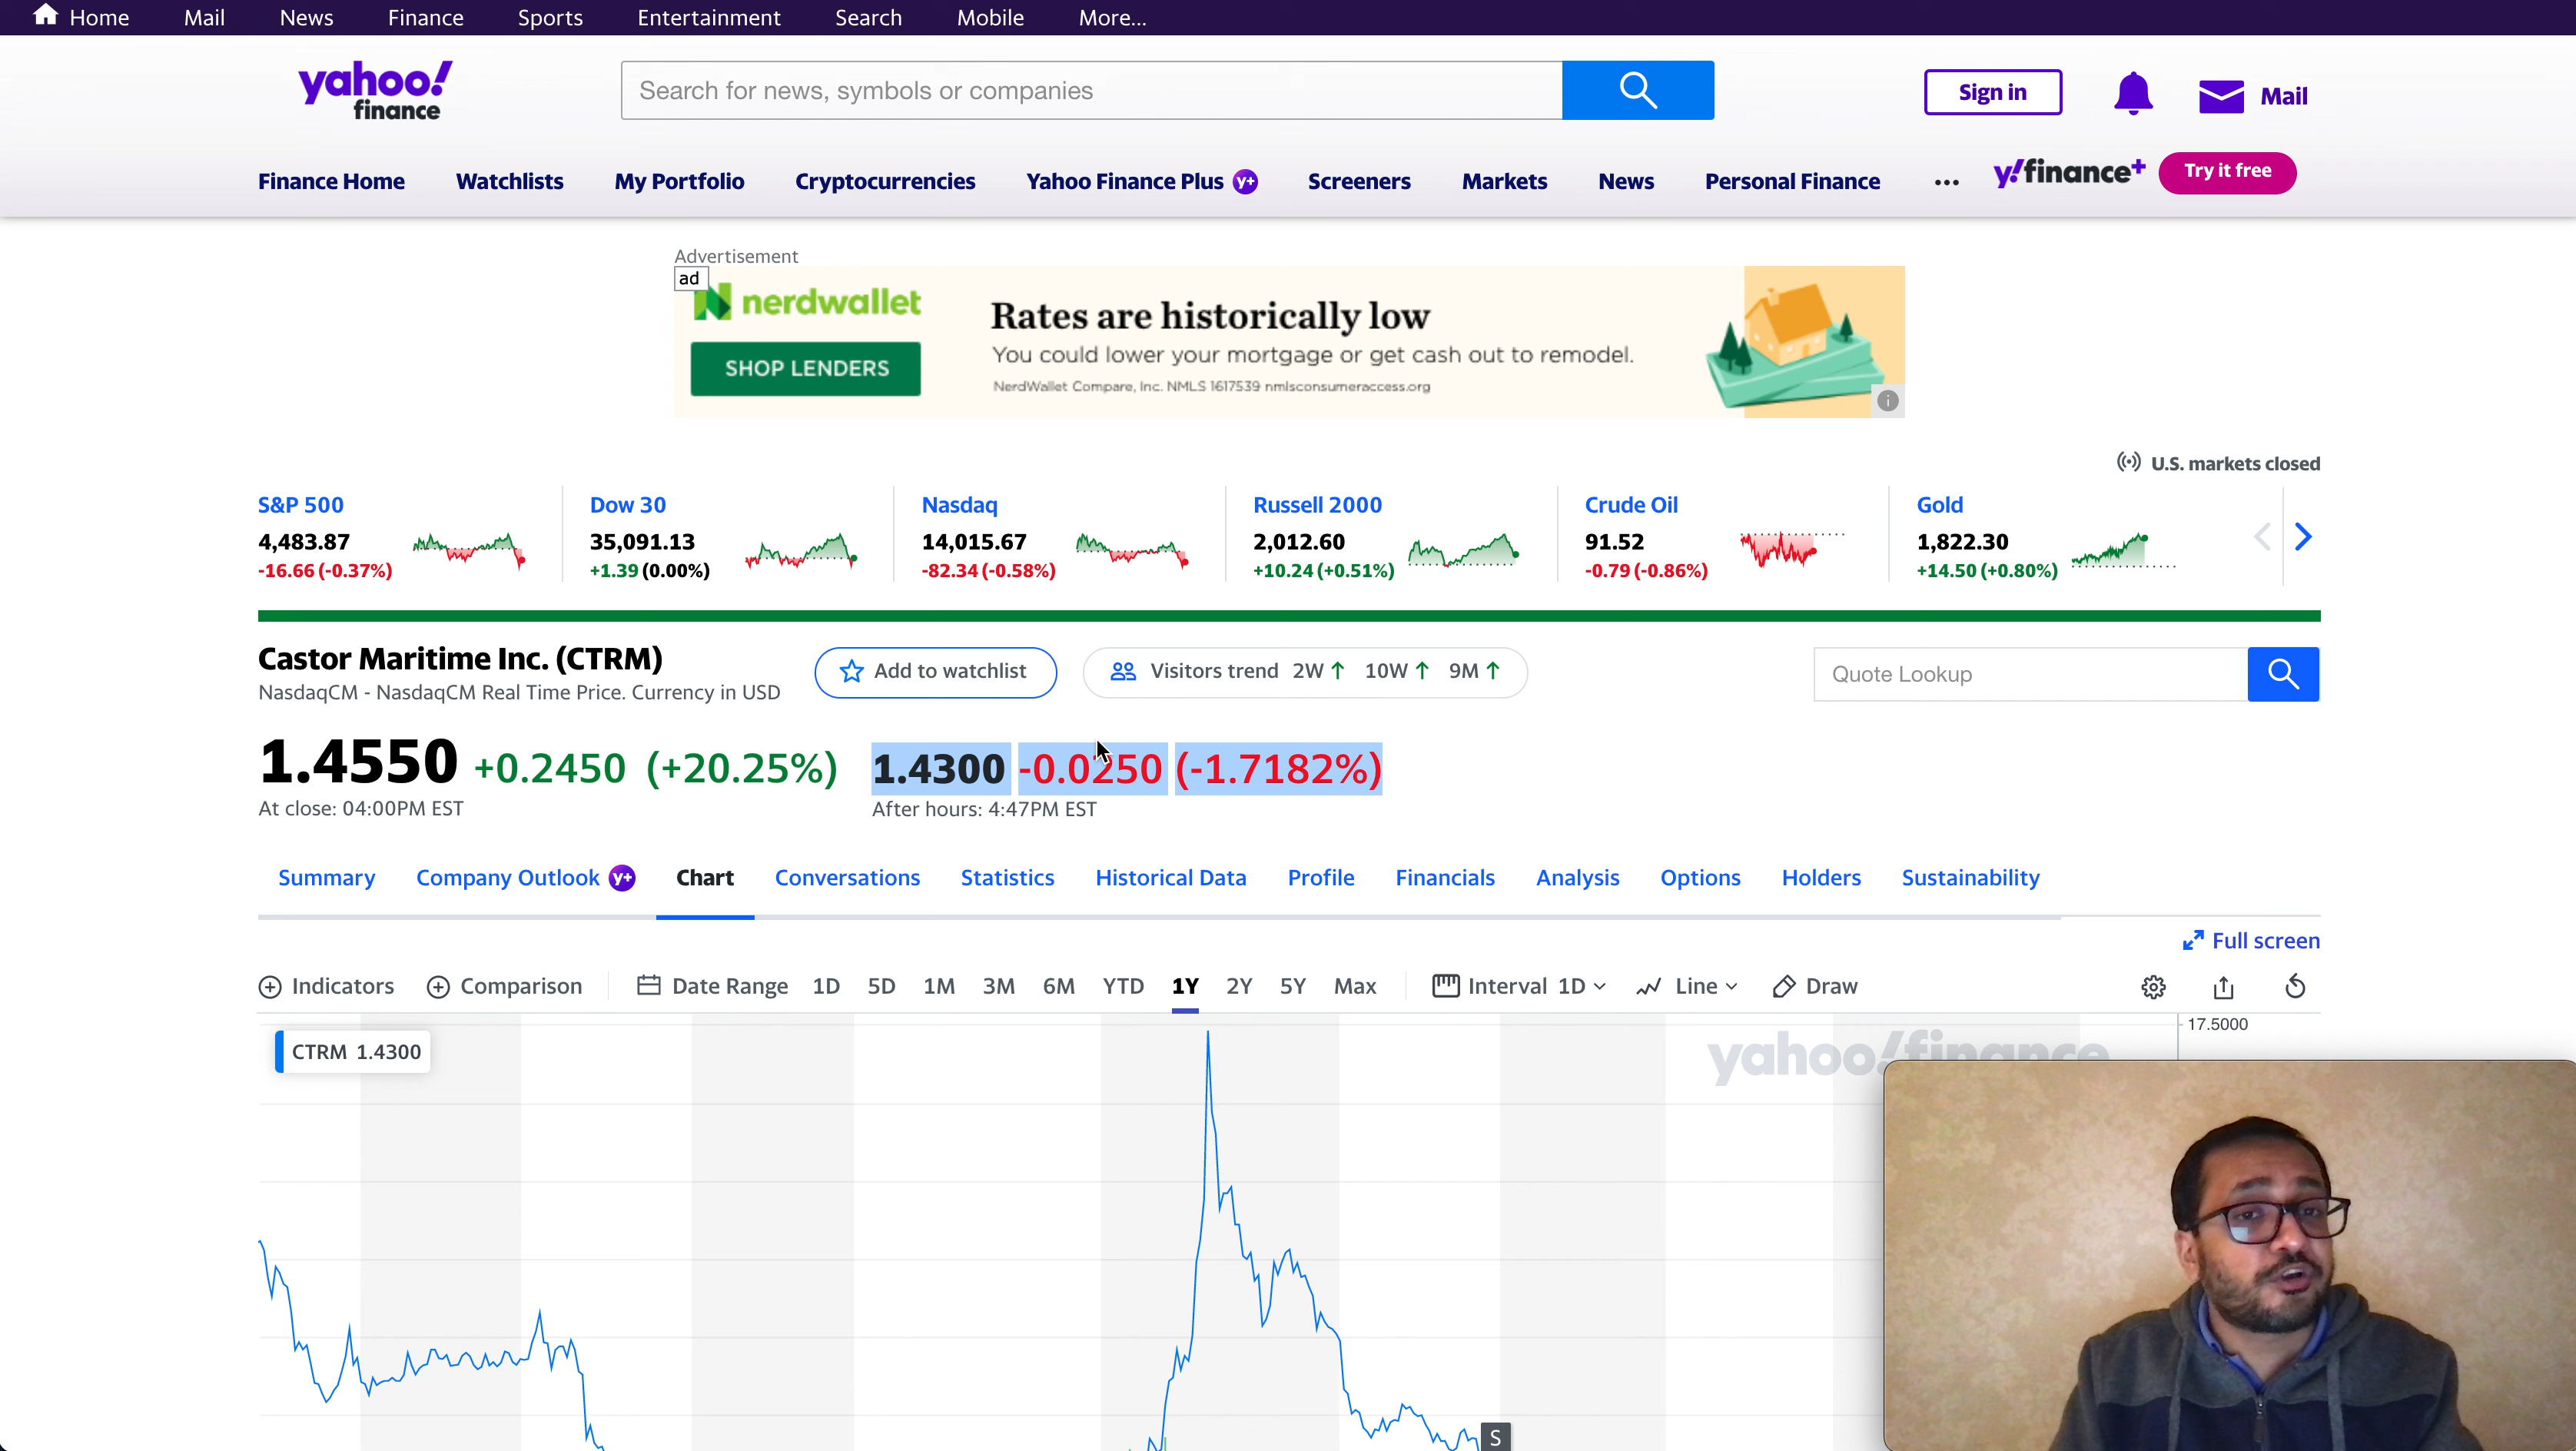 Home Mail News Finance Sports Entertainment Search Mobile More...
yahoo!
finance
Search for news, symbols or companies
Sign in
Mail
Finance Home Watchlists My Portfolio Cryptocurrencies Yahoo Finance Plus y+ Screeners Markets News Personal Finance ... y!finance+ Try it free
Advertisement
ad
nerdwallet
SHOP LENDERS
Rates are historically low
You could lower your mortgage or get cash out to remodel.
NerdWallet Compare, Inc. NMLS 1617539 nmlsconsumeraccess.org
U.S. markets closed
S&P 500
4,483.87
-16.66 (-0.37%)
Dow 30
35,091.13
+1.39 (0.00%)
Nasdaq
14,015.67
-82.34 (-0.58%)
Russell 2000
2,012.60
+10.24 (+0.51%)
Crude Oil
91.52
-0.79 (-0.86%)
Gold
1,822.30
+14.50 (+0.80%)
Castor Maritime Inc. (CTRM)
NasdaqCM - NasdaqCM Real Time Price. Currency in USD
Add to watchlist
Visitors trend 2W ↑ 10W ↑ 9M ↑
Quote Lookup
1.4550 +0.2450 (+20.25%)
At close: 04:00PM EST
1.4300 -0.0250 (-1.7182%)
After hours: 4:47PM EST
Summary Company Outlook y+ Chart Conversations Statistics Historical Data Profile Financials Analysis Options Holders Sustainability
Full screen
Indicators Comparison Date Range 1D 5D 1M 3M 6M YTD 1Y 2Y 5Y Max Interval 1D Line Draw
17.5000
CTRM 1.4300
yahoo!finance
S